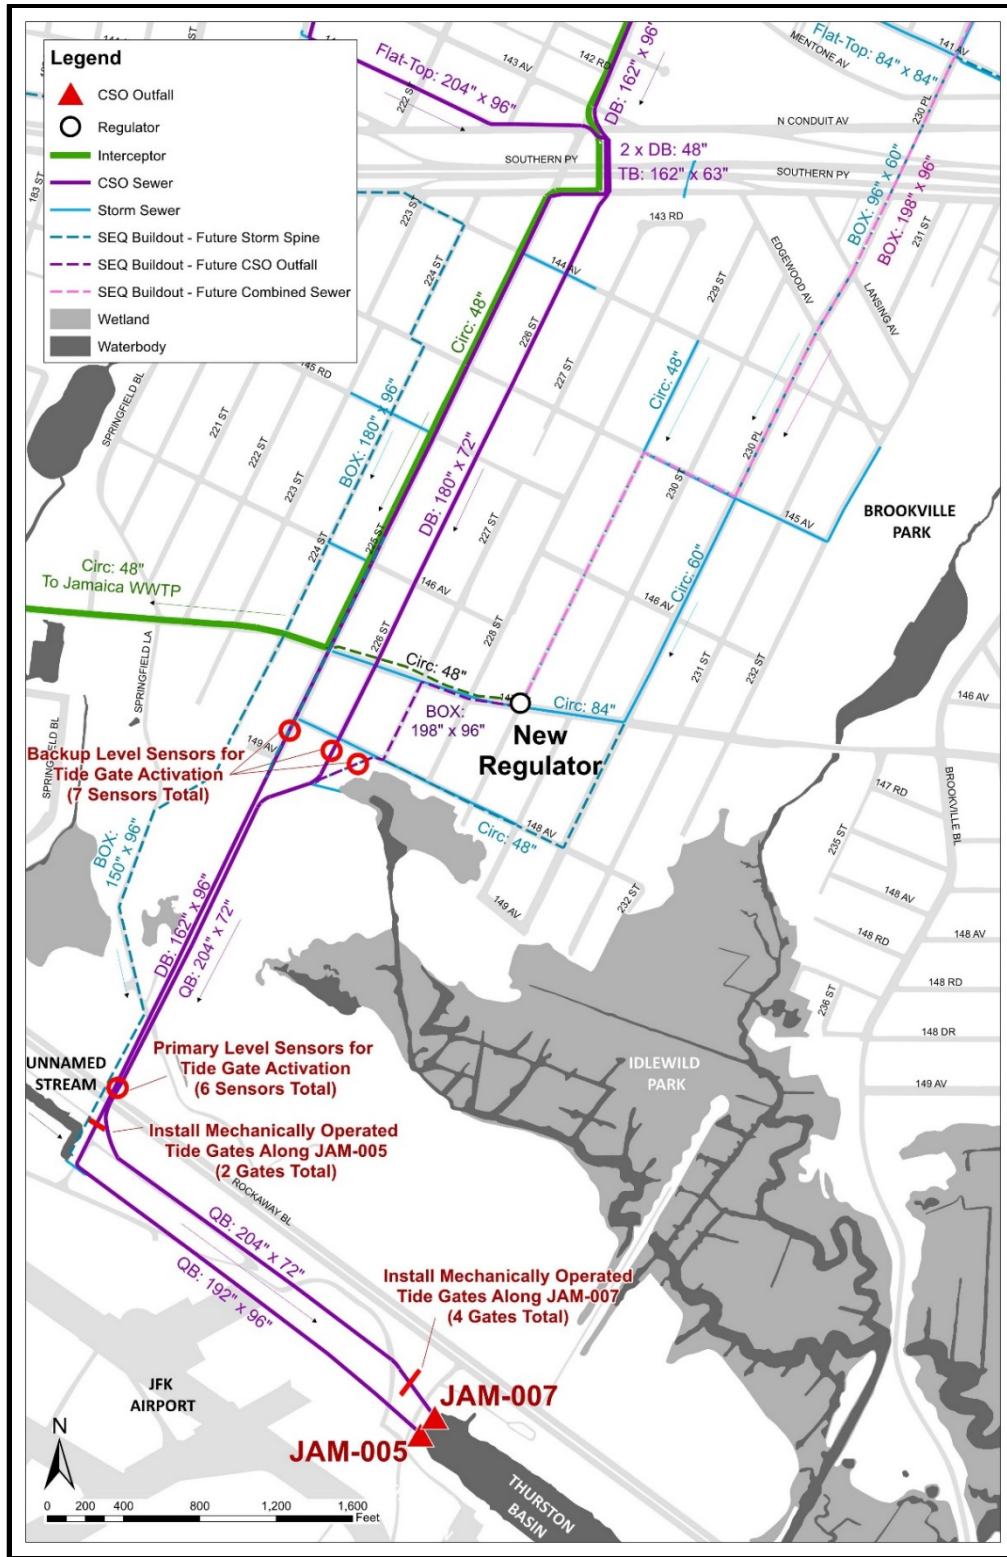 Legend
CSO Outfall
Regulator
Interceptor
CSO Sewer
Storm Sewer
SEQ Buildout - Future Storm Spine
SEQ Buildout - Future CSO Outfall
SEQ Buildout - Future Combined Sewer
Wetland
Waterbody
Flat-Top: 204" x 96"
143 AV
142 RD
DB: 162" x 96"
MENTONE AV
Flat-Top: 84" x 84"
141 AV
222 ST
230 PL
N CONDUIT AV
2 x DB: 48"
SOUTHERN PY
TB: 162" x 63"
SOUTHERN PY
183 ST
BOX: 96" x 60"
BOX: 198" x 96"
223 ST
143 RD
231 ST
224 ST
144 AV
EDGEWOOD AV
LANSING AV
229 ST
Circ: 48"
226 ST
227 ST
Circ: 48"
145 RD
SPRINGFIELD BL
221 ST
222 ST
223 ST
BOX: 180" x 96"
DB: 180" x 72"
230 PL
230 ST
145 AV
BROOKVILLE
PARK
224 ST
225 ST
227 ST
Circ: 60"
Circ: 48"
To Jamaica WWTP
146 AV
146 AV
226 ST
228 ST
231 ST
232 ST
SPRINGFIELD LA
Circ: 48"
Circ: 84"
146 AV
BOX:
198" x 96"
New
Regulator
SPRINGFIELD BL
149 AV
Backup Level Sensors for
Tide Gate Activation
(7 Sensors Total)
147 RD
BROOKVILLE BL
235 ST
148 AV
Circ: 48"
BOX:
150" x 96"
148 AV
149 AV
232 ST
148 RD
148 AV
DB: 162" x 96"
QB: 204" x 72"
148 RD
236 ST
148 DR
UNNAMED
STREAM
Primary Level Sensors for
Tide Gate Activation
(6 Sensors Total)
IDLEWILD
PARK
149 AV
Install Mechanically Operated
Tide Gates Along JAM-005
(2 Gates Total)
ROCKAWAY BL
QB: 204" x 72"
QB: 192" x 96"
Install Mechanically Operated
Tide Gates Along JAM-007
(4 Gates Total)
JFK
AIRPORT
JAM-007
JAM-005
N
THURSTON
BASIN
0 200 400 800 1,200 1,600
Feet